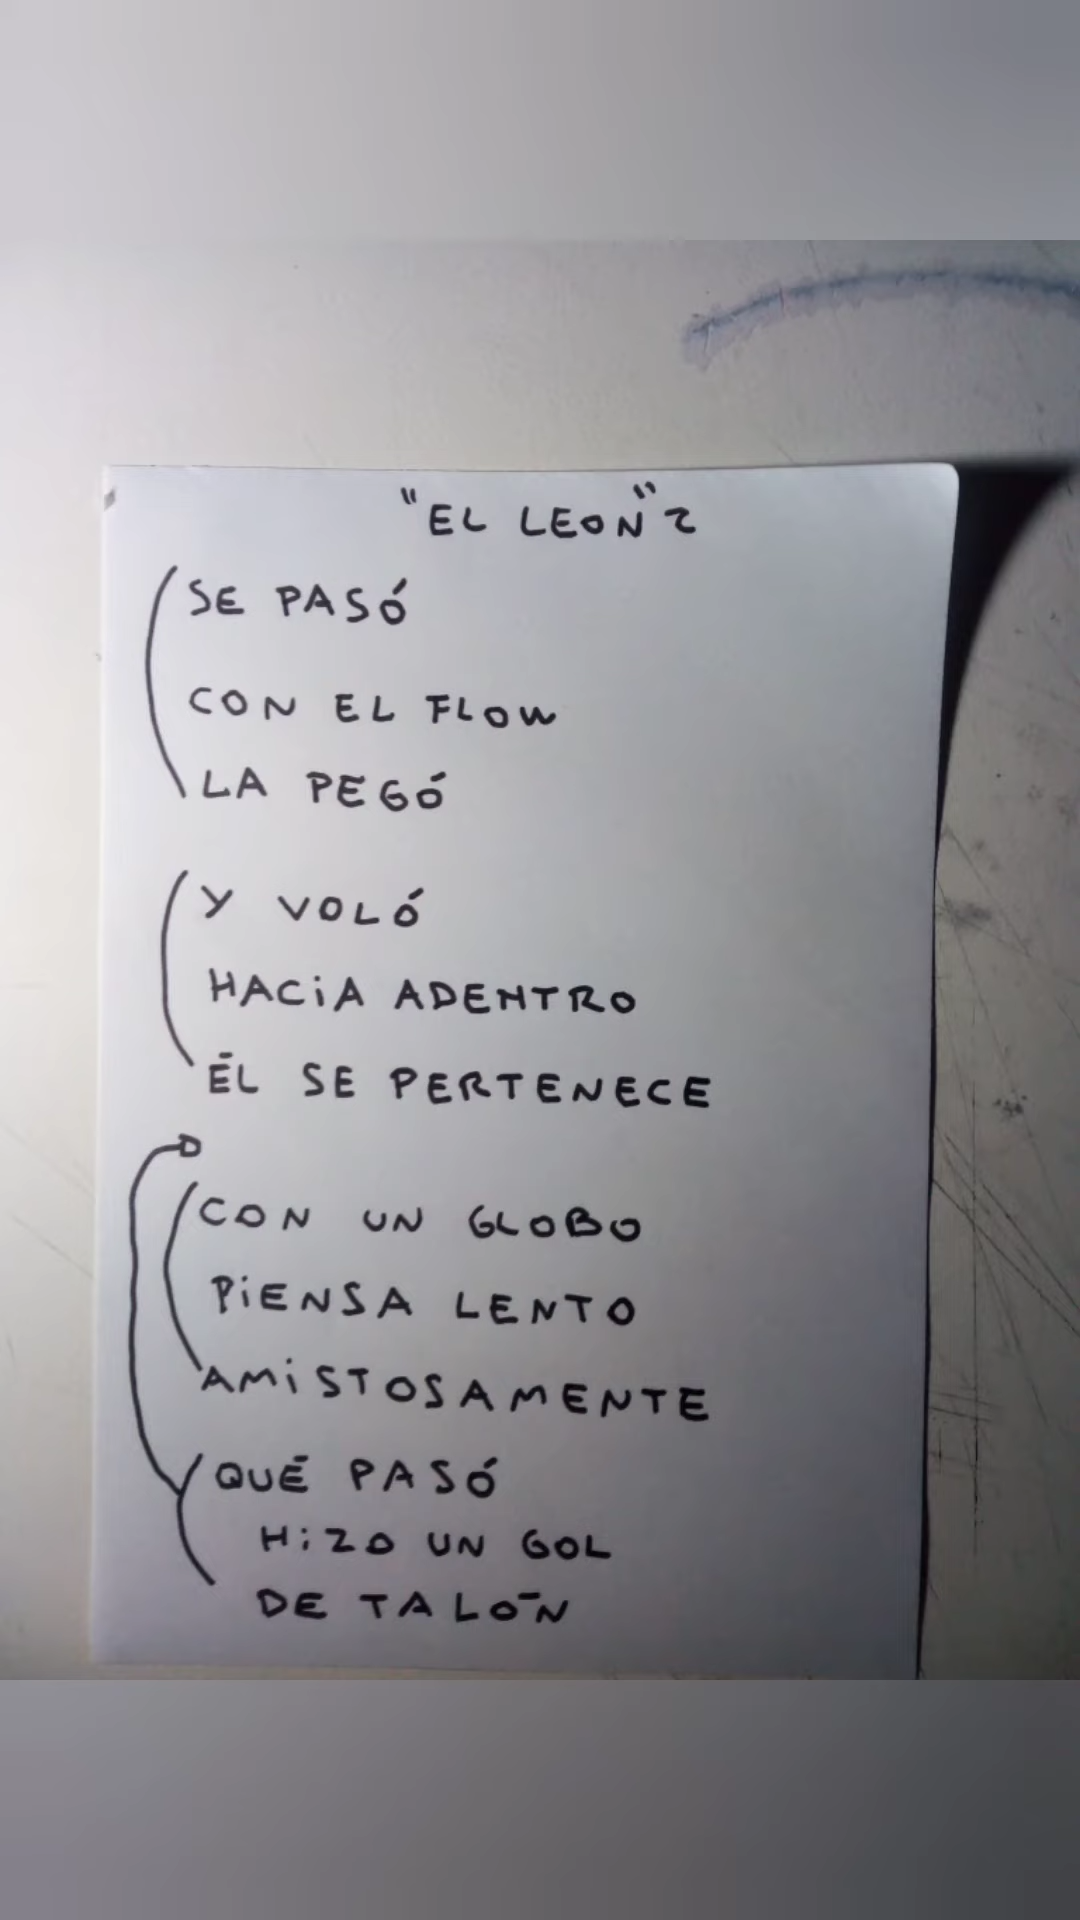 "EL LEON" 2
SE PASÓ
CON EL FLOW
LA PEGÓ
Y VOLÓ
HACiA ADENTRO
ÉL SE PERTENECE
CON UN GLOBO
PiENSA LENTO
AMiSTOSAMENTE
QUÉ PASÓ
HiZO UN GOL
DE TALÓN